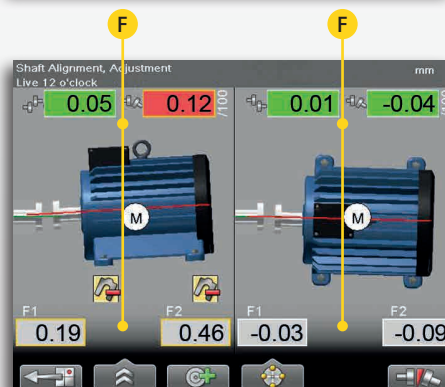 F F
Shaft Alignment, Adjustment mm
Live 12 o'clock
0.05 0.12 /100 0.01 -0.04 /100
M M
F1 F2 F1 F2
0.19 0.46 -0.03 -0.09